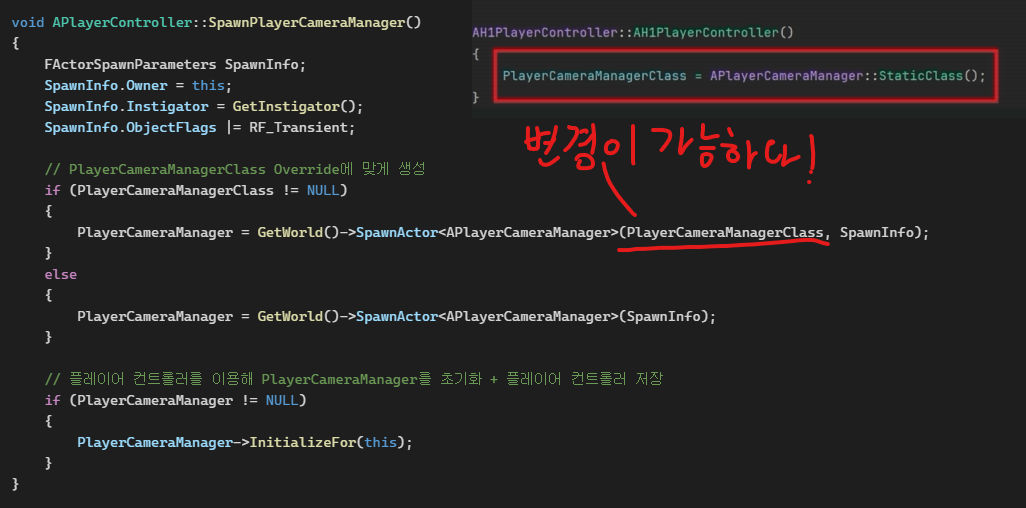 void APlayerController::SpawnPlayerCameraManager()
{
FActorSpawnParameters SpawnInfo;
SpawnInfo.Owner = this;
SpawnInfo.Instigator = GetInstigator();
SpawnInfo.ObjectFlags |= RF_Transient;
// PlayerCameraManagerClass Override에 맞게 생성
if (PlayerCameraManagerClass != NULL)
{
PlayerCameraManager = GetWorld()->SpawnActor<APlayerCameraManager>(PlayerCameraManagerClass, SpawnInfo);
}
else
{
PlayerCameraManager = GetWorld()->SpawnActor<APlayerCameraManager>(SpawnInfo);
}
// 플레이어 컨트롤러를 이용해 PlayerCameraManager를 초기화 + 플레이어 컨트롤러 저장
if (PlayerCameraManager != NULL)
{
PlayerCameraManager->InitializeFor(this);
}
}
AH1PlayerController::AH1PlayerController()
{
PlayerCameraManagerClass = APlayerCameraManager::StaticClass();
}
변경이 가능하다!